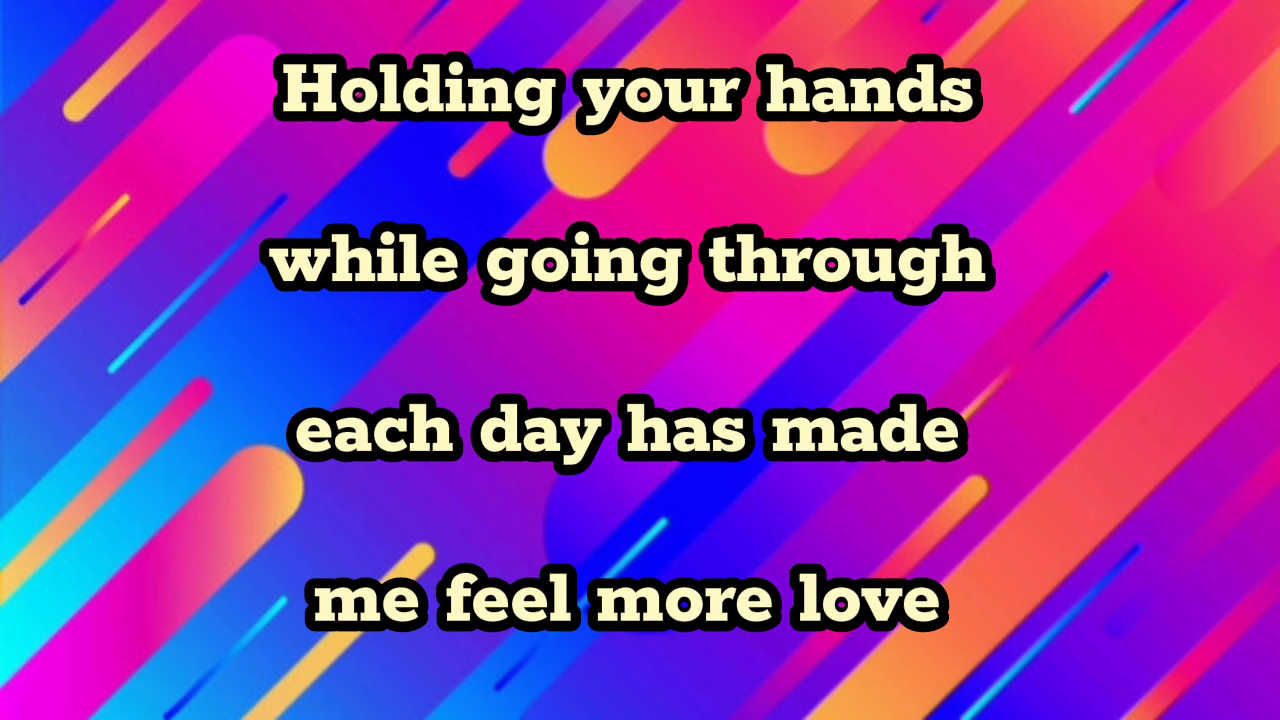 Holding your hands
while going through
each day has made
me feel more love